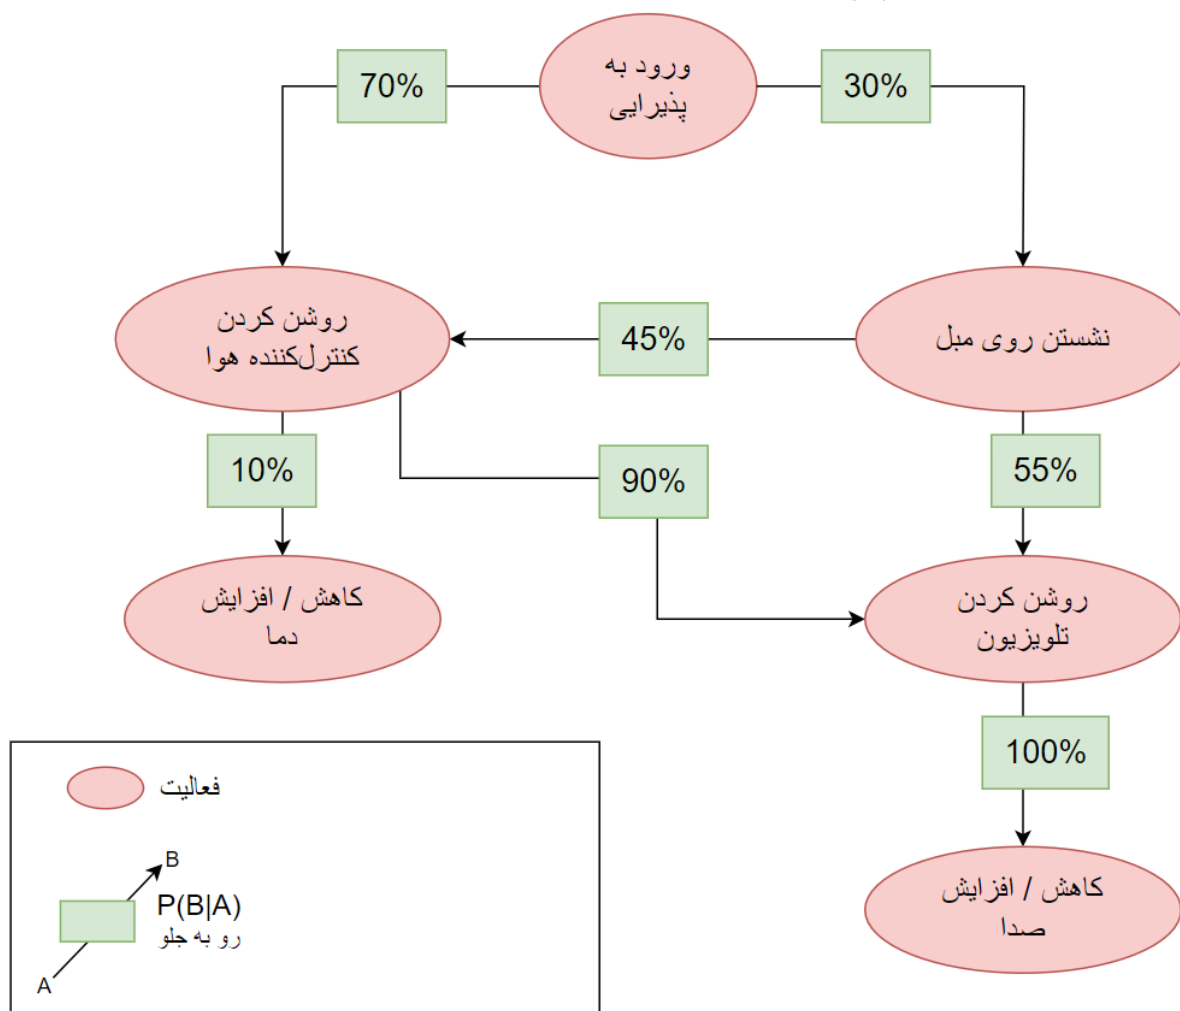 ورود به
پذیرایی
70%
30%
روشن کردن
کنترل‌کننده هوا
45%
نشستن روی مبل
10%
90%
55%
کاهش / افزایش
دما
روشن کردن
تلویزیون
100%
کاهش / افزایش
صدا
فعالیت
B
P(B|A)
رو به جلو
A